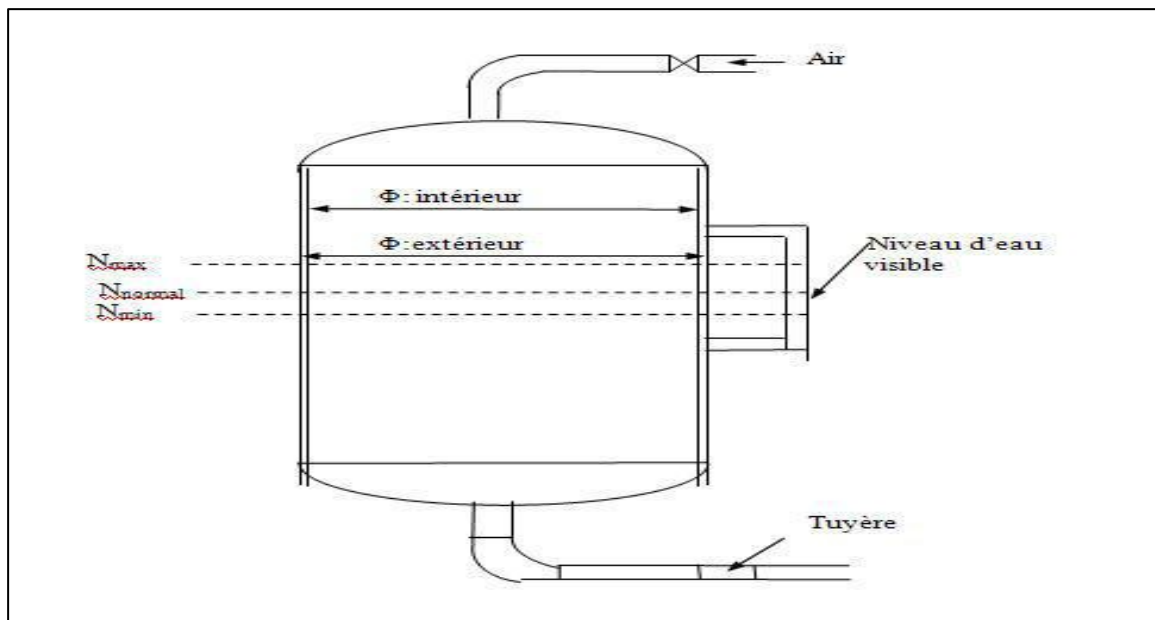 Air
Φ: intérieur
Φ:extérieur
Niveau d'eau
visible
Nmax
Nnormal
Nmin
Tuyère